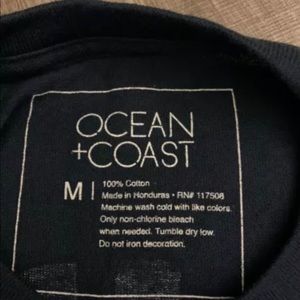 OCEAN
+COAST
M | 100% Cotton
Made in Honduras • RN# 117508
Machine wash cold with like colors.
Only non-chlorine bleach
when needed. Tumble dry low.
Do not iron decoration.